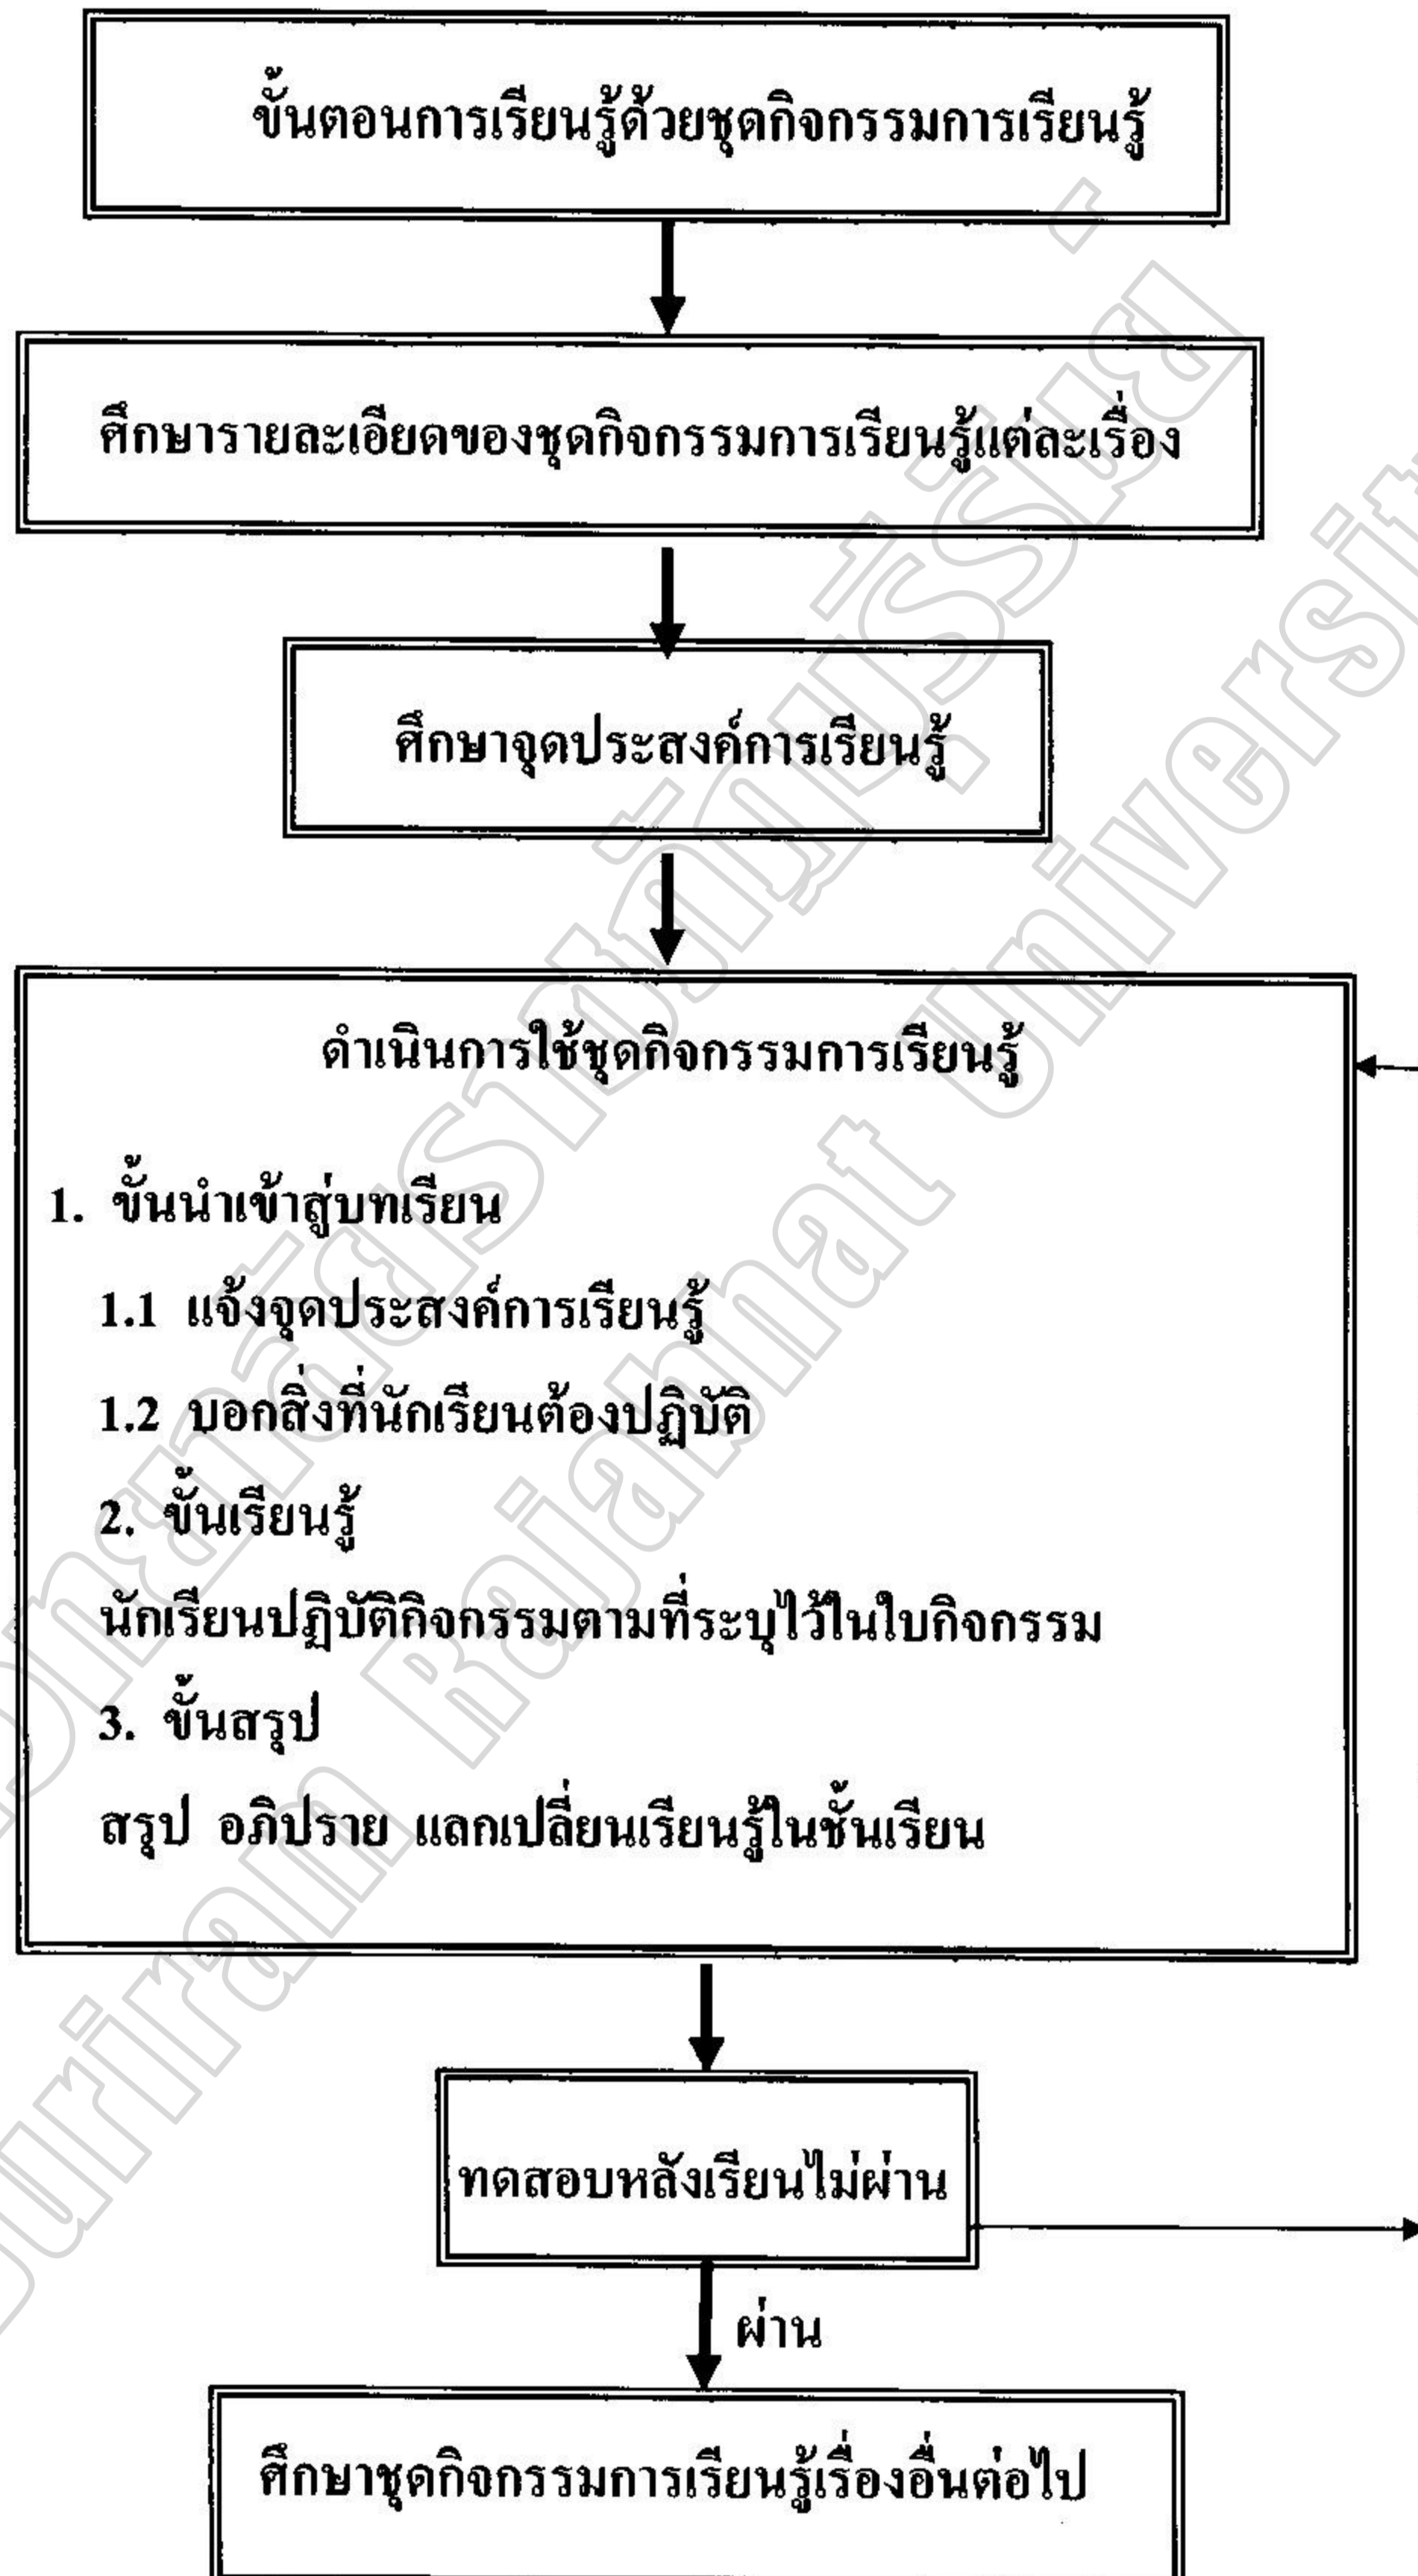 ขั้นตอนการเรียนรู้ด้วยชุดกิจกรรมการเรียนรู้
ศึกษารายละเอียดของชุดกิจกรรมการเรียนรู้แต่ละเรื่อง
ศึกษาจุดประสงค์การเรียนรู้
ดำเนินการใช้ชุดกิจกรรมการเรียนรู้
1. ขั้นนำเข้าสู่บทเรียน
1.1 แจ้งจุดประสงค์การเรียนรู้
1.2 บอกสิ่งที่นักเรียนต้องปฏิบัติ
2. ขั้นเรียนรู้
นักเรียนปฏิบัติกิจกรรมตามที่ระบุไว้ในใบกิจกรรม
3. ขั้นสรุป
สรุป อภิปราย แลกเปลี่ยนเรียนรู้ในชั้นเรียน
ทดสอบหลังเรียนไม่ผ่าน
ผ่าน
ศึกษาชุดกิจกรรมการเรียนรู้เรื่องอื่นต่อไป
Rajabhat